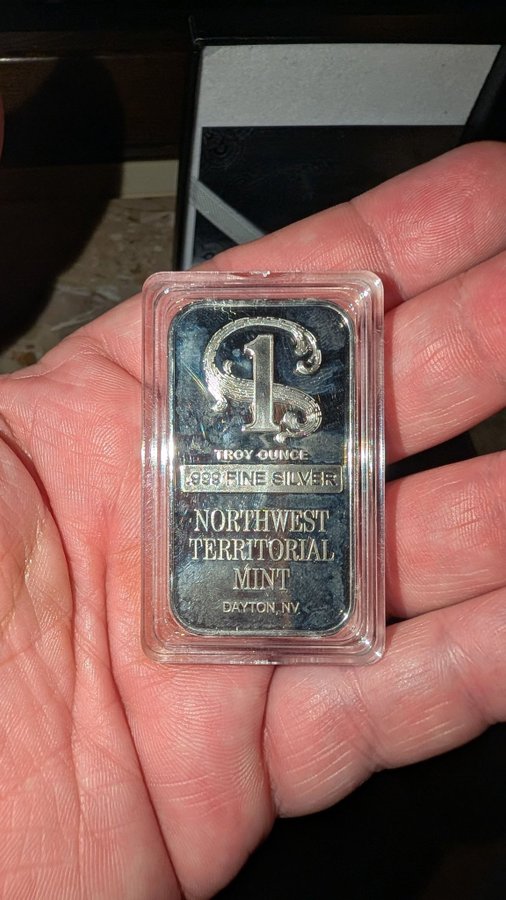 1
TROY OUNCE
.999 FINE SILVER
NORTHWEST
TERRITORIAL
MINT
DAYTON, NV